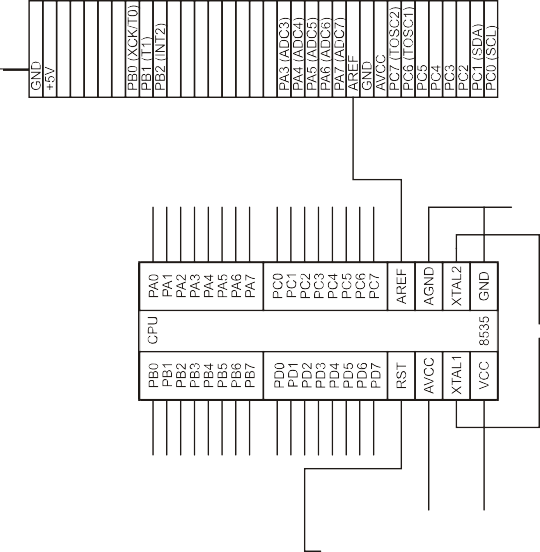 GND
+5V
PB0 (XCK/T0)
PB1 (T1)
PB2 (INT2)
PA3 (ADC3)
PA4 (ADC4)
PA5 (ADC5)
PA6 (ADC6)
PA7 (ADC7)
AREF
GND
AVCC
PC7 (TOSC2)
PC6 (TOSC1)
PC5
PC4
PC3
PC2
PC1 (SDA)
PC0 (SCL)
PA0
PA1
PA2
PA3
PA4
PA5
PA6
PA7
PC0
PC1
PC2
PC3
PC4
PC5
PC6
PC7
AREF
AGND
XTAL2
GND
CPU
8535
PB0
PB1
PB2
PB3
PB4
PB5
PB6
PB7
PD0
PD1
PD2
PD3
PD4
PD5
PD6
PD7
RST
AVCC
XTAL1
VCC